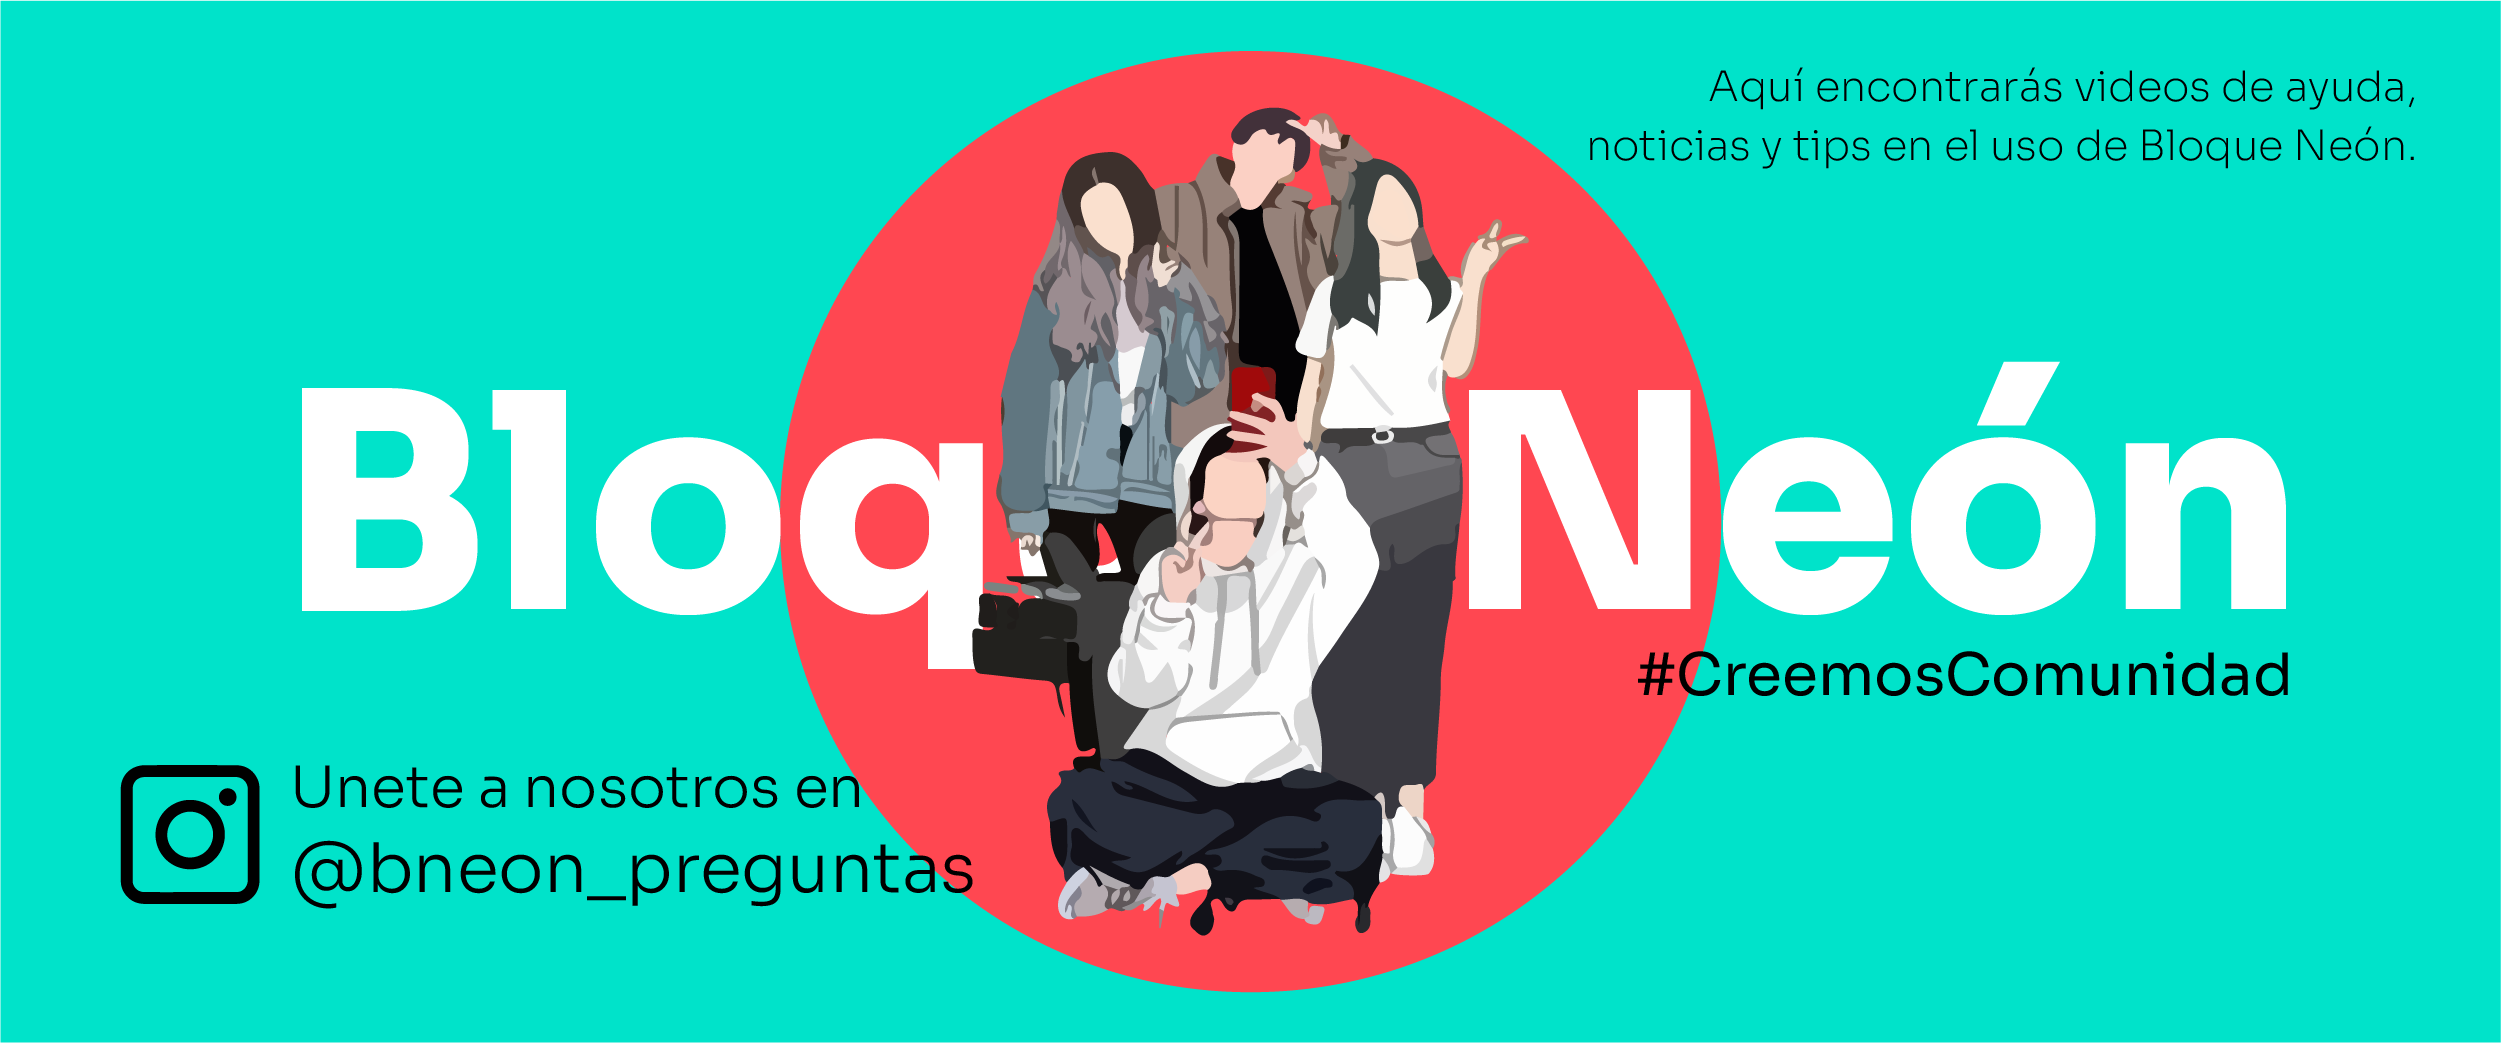 Aquí encontrarás videos de ayuda,
noticias y tips en el uso de Bloque Neón.
Bloq Neón
#CreemosComunidad
Unete a nosotros en
@bneon_preguntas